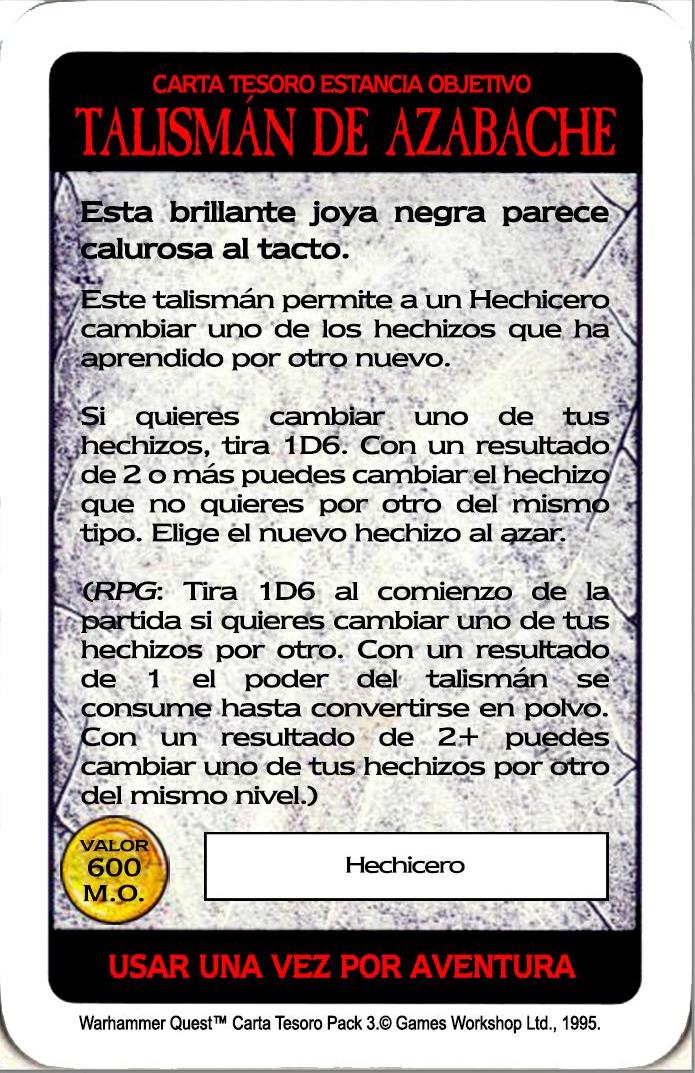 CARTA TESORO ESTANCIA OBJETIVO
TALISMÁN DE AZABACHE
Esta brillante joya negra parece
calurosa al tacto.
Este talismán permite a un Hechicero
cambiar uno de los hechizos que ha
aprendido por otro nuevo.
Si quieres cambiar uno de tus
hechizos, tira 1D6. Con un resultado
de 2 o más puedes cambiar el hechizo
que no quieres por otro del mismo
tipo. Elige el nuevo hechizo al azar.
(RPG: Tira 1D6 al comienzo de la
partida si quieres cambiar uno de tus
hechizos por otro. Con un resultado
de 1 el poder del talismán se
consume hasta convertirse en polvo.
Con un resultado de 2+ puedes
cambiar uno de tus hechizos por otro
del mismo nivel.)
VALOR
600
M.O.
Hechicero
USAR UNA VEZ POR AVENTURA
Warhammer Quest™ Carta Tesoro Pack 3.© Games Workshop Ltd., 1995.